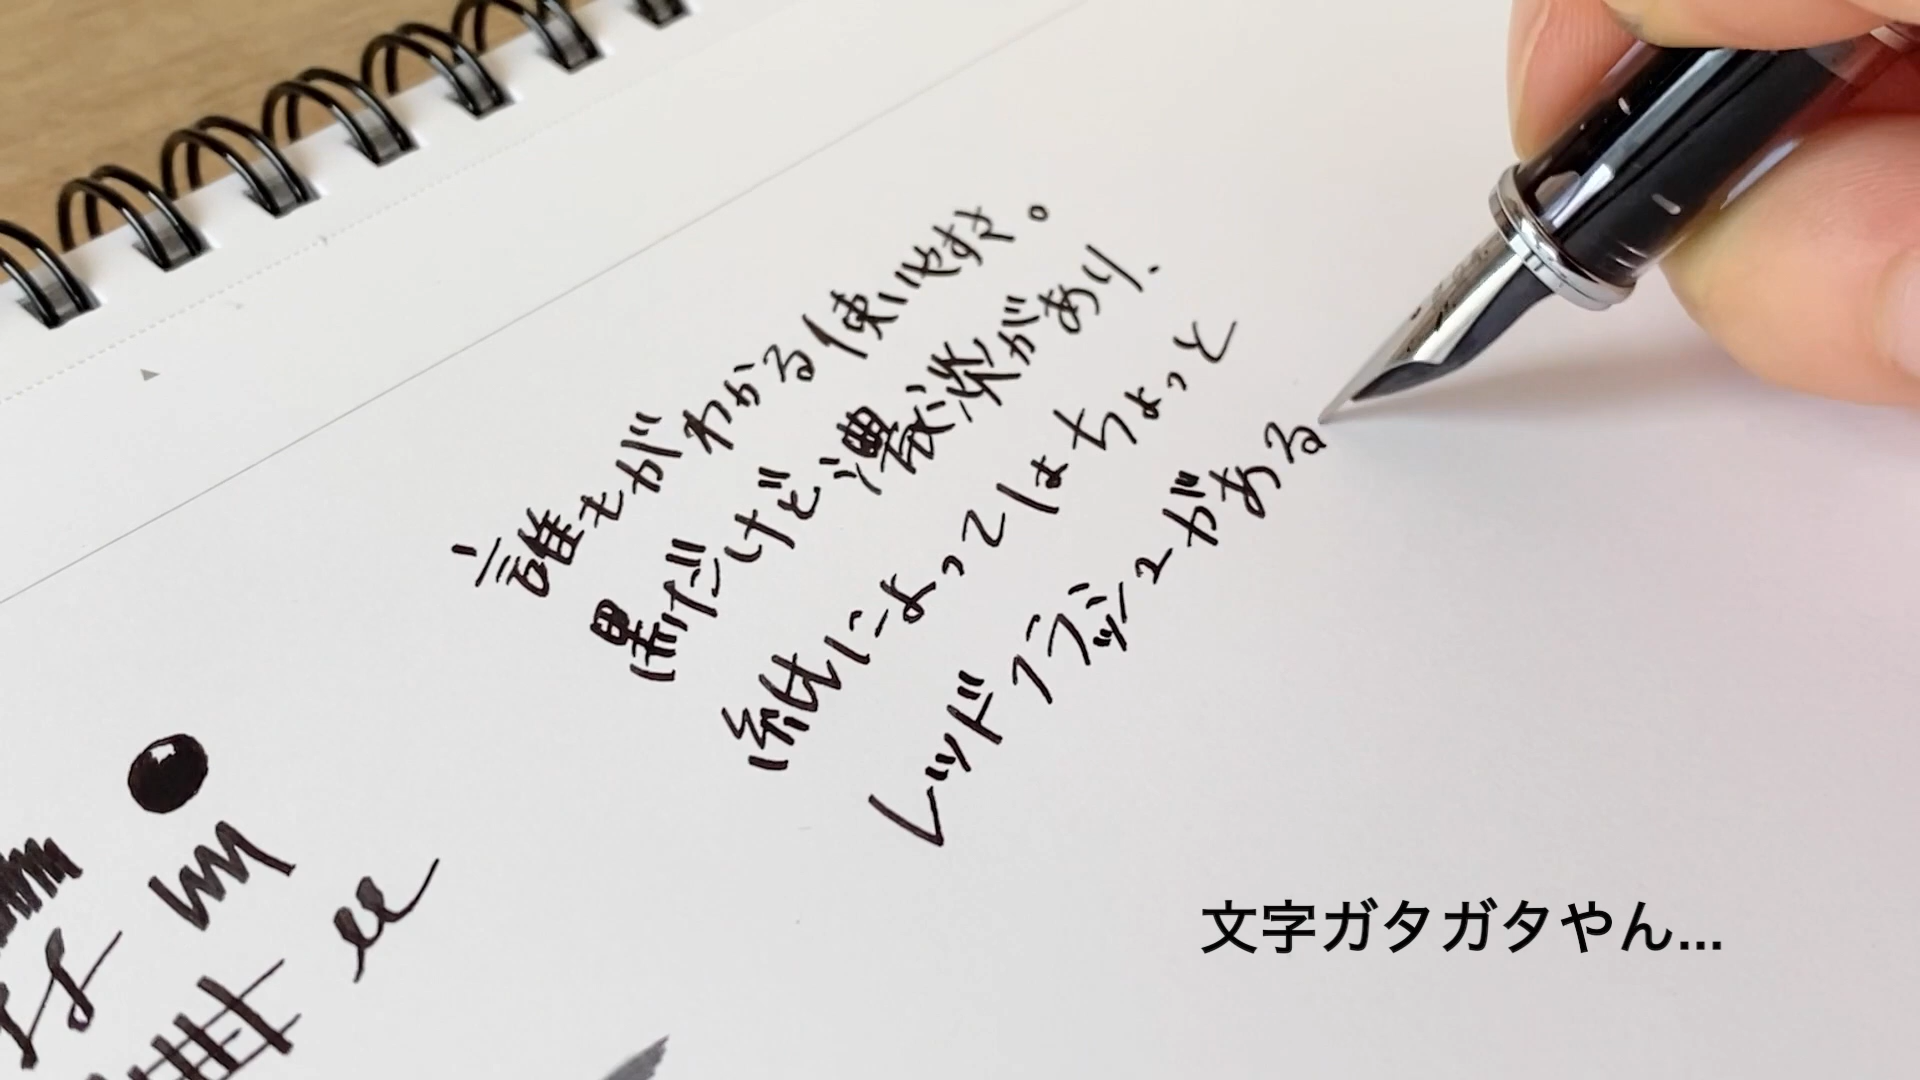 誰もがわかる使いやすさ。
黒だけど濃淡があり、
紙によってはちょっと
レッドフラッシュがある
文字ガタガタやん...